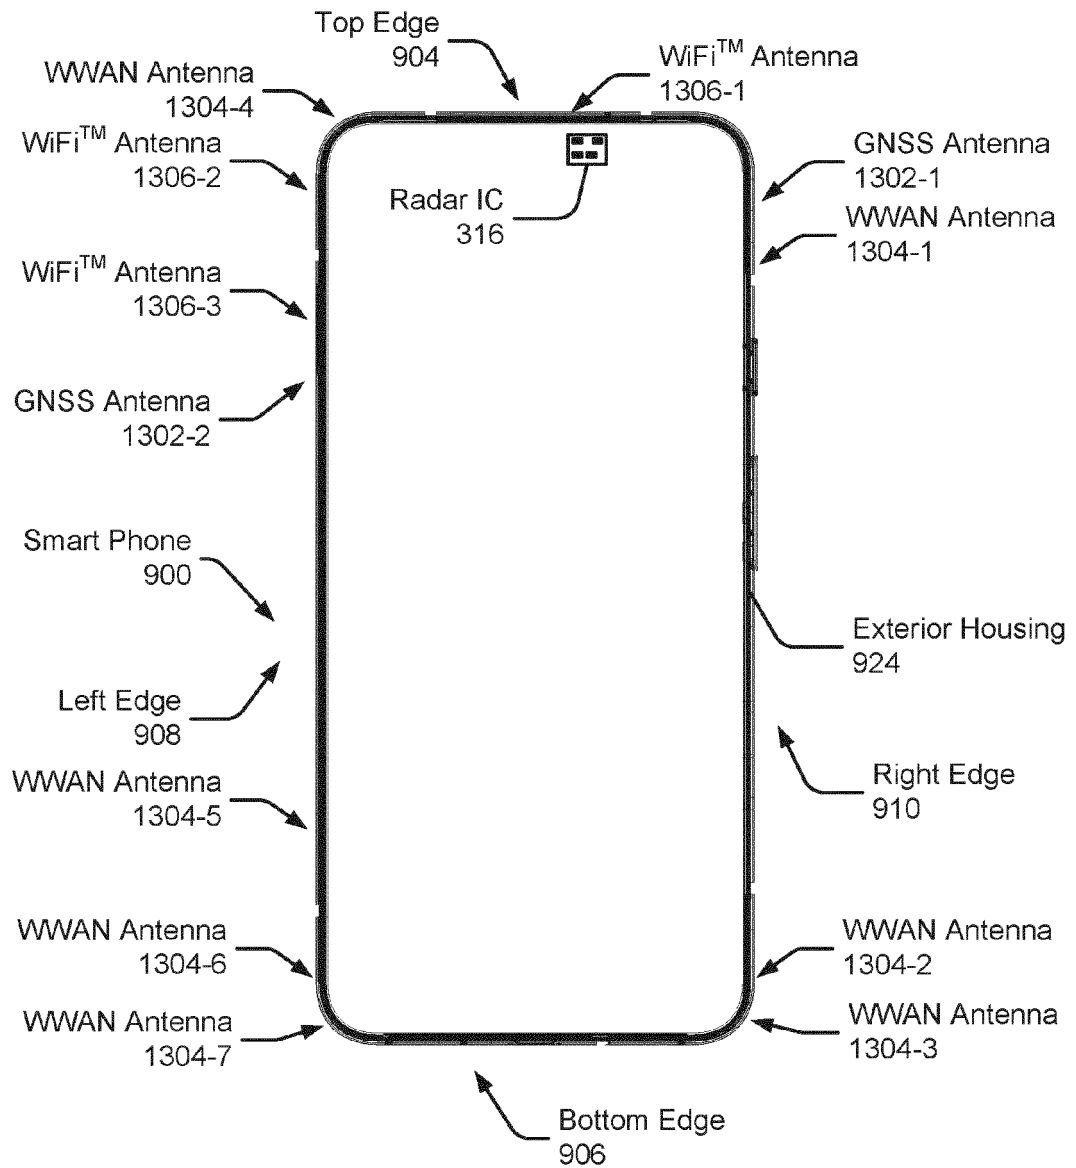 Top Edge
904
WiFi™ Antenna
1306-1
WWAN Antenna
1304-4
WiFi™ Antenna
1306-2
GNSS Antenna
1302-1
Radar IC
316
WWAN Antenna
1304-1
WiFi™ Antenna
1306-3
GNSS Antenna
1302-2
Smart Phone
900
Exterior Housing
924
Left Edge
908
Right Edge
910
WWAN Antenna
1304-5
WWAN Antenna
1304-6
WWAN Antenna
1304-2
WWAN Antenna
1304-7
WWAN Antenna
1304-3
Bottom Edge
906